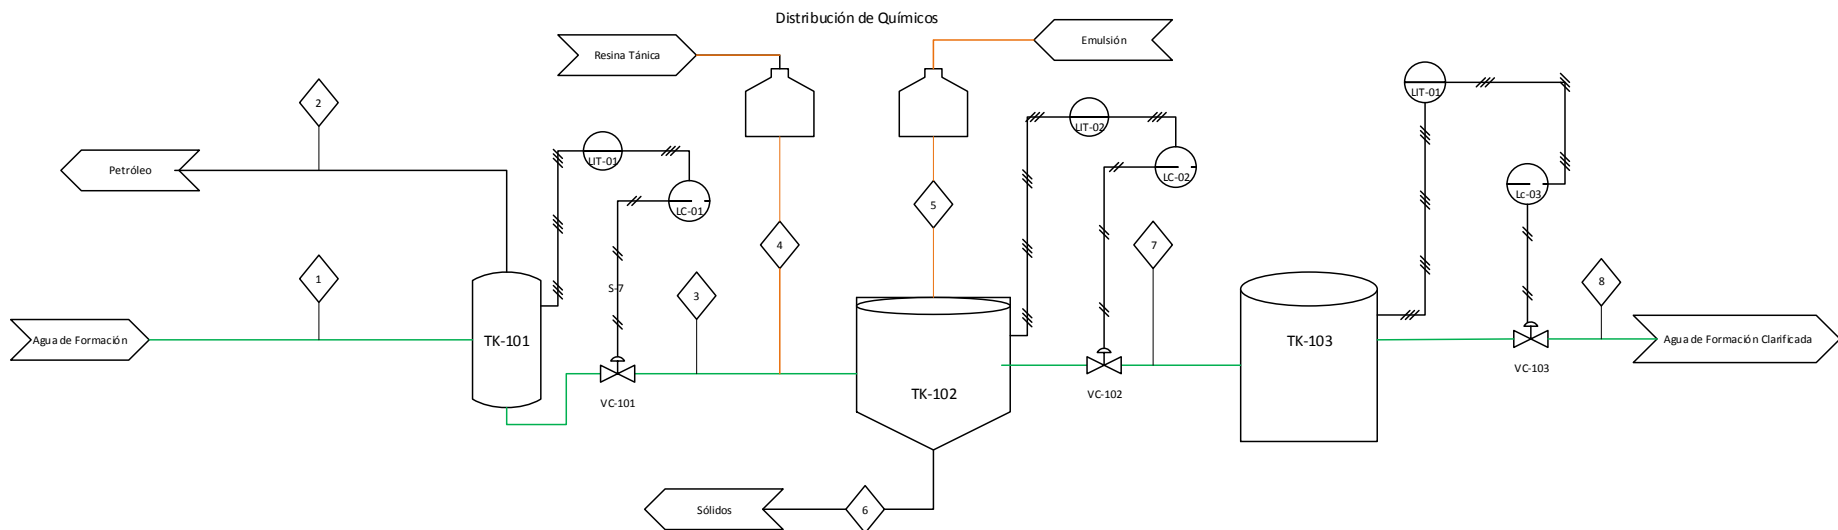 Distribución de Químicos
Resina Tánica
Emulsión
2
LIT-01
LIT-02
LIT-01
Petróleo
LC-01
LC-02
Lc-03
5
4
7
1
3
8
S-7
Agua de Formación
TK-101
TK-102
TK-103
Agua de Formación Clarificada
VC-101
VC-102
VC-103
Sólidos
6